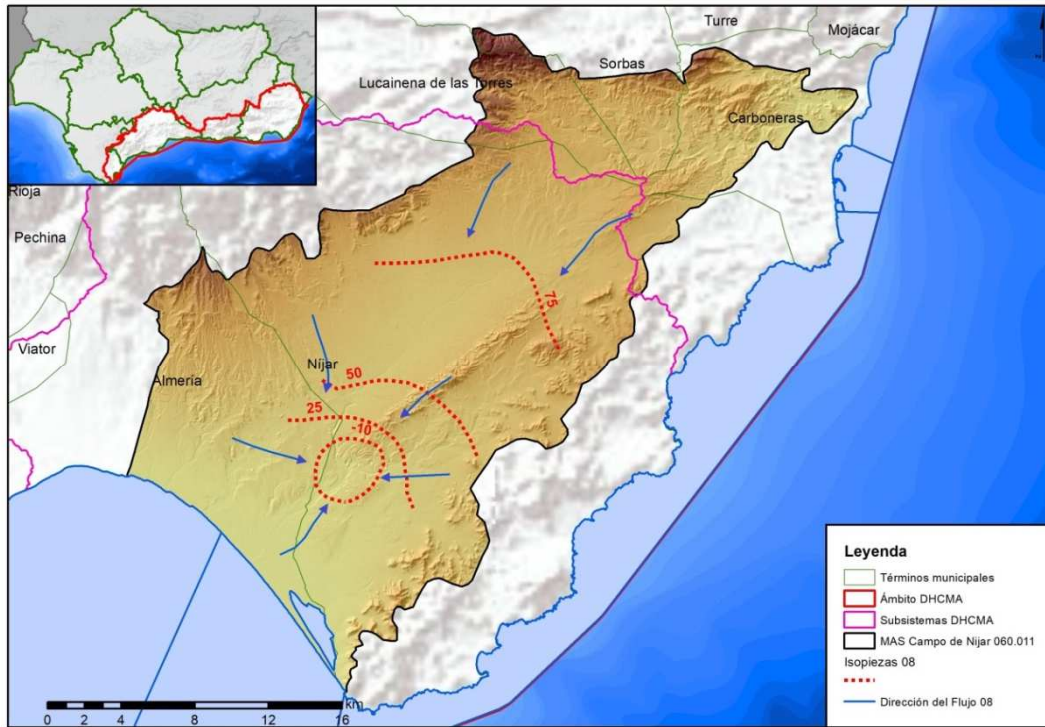 Turre
Mojácar
Sorbas
Lucainena de las Torres
Carboneras
Rioja
Pechina
75
Viator
Níjar
50
Almería
25
-10
Leyenda
Términos municipales
Ámbito DHCMA
Subsistemas DHCMA
MAS Campo de Nijar 060.011
Isopiezas 08
Dirección del Flujo 08
km
0 2 4 8 12 16